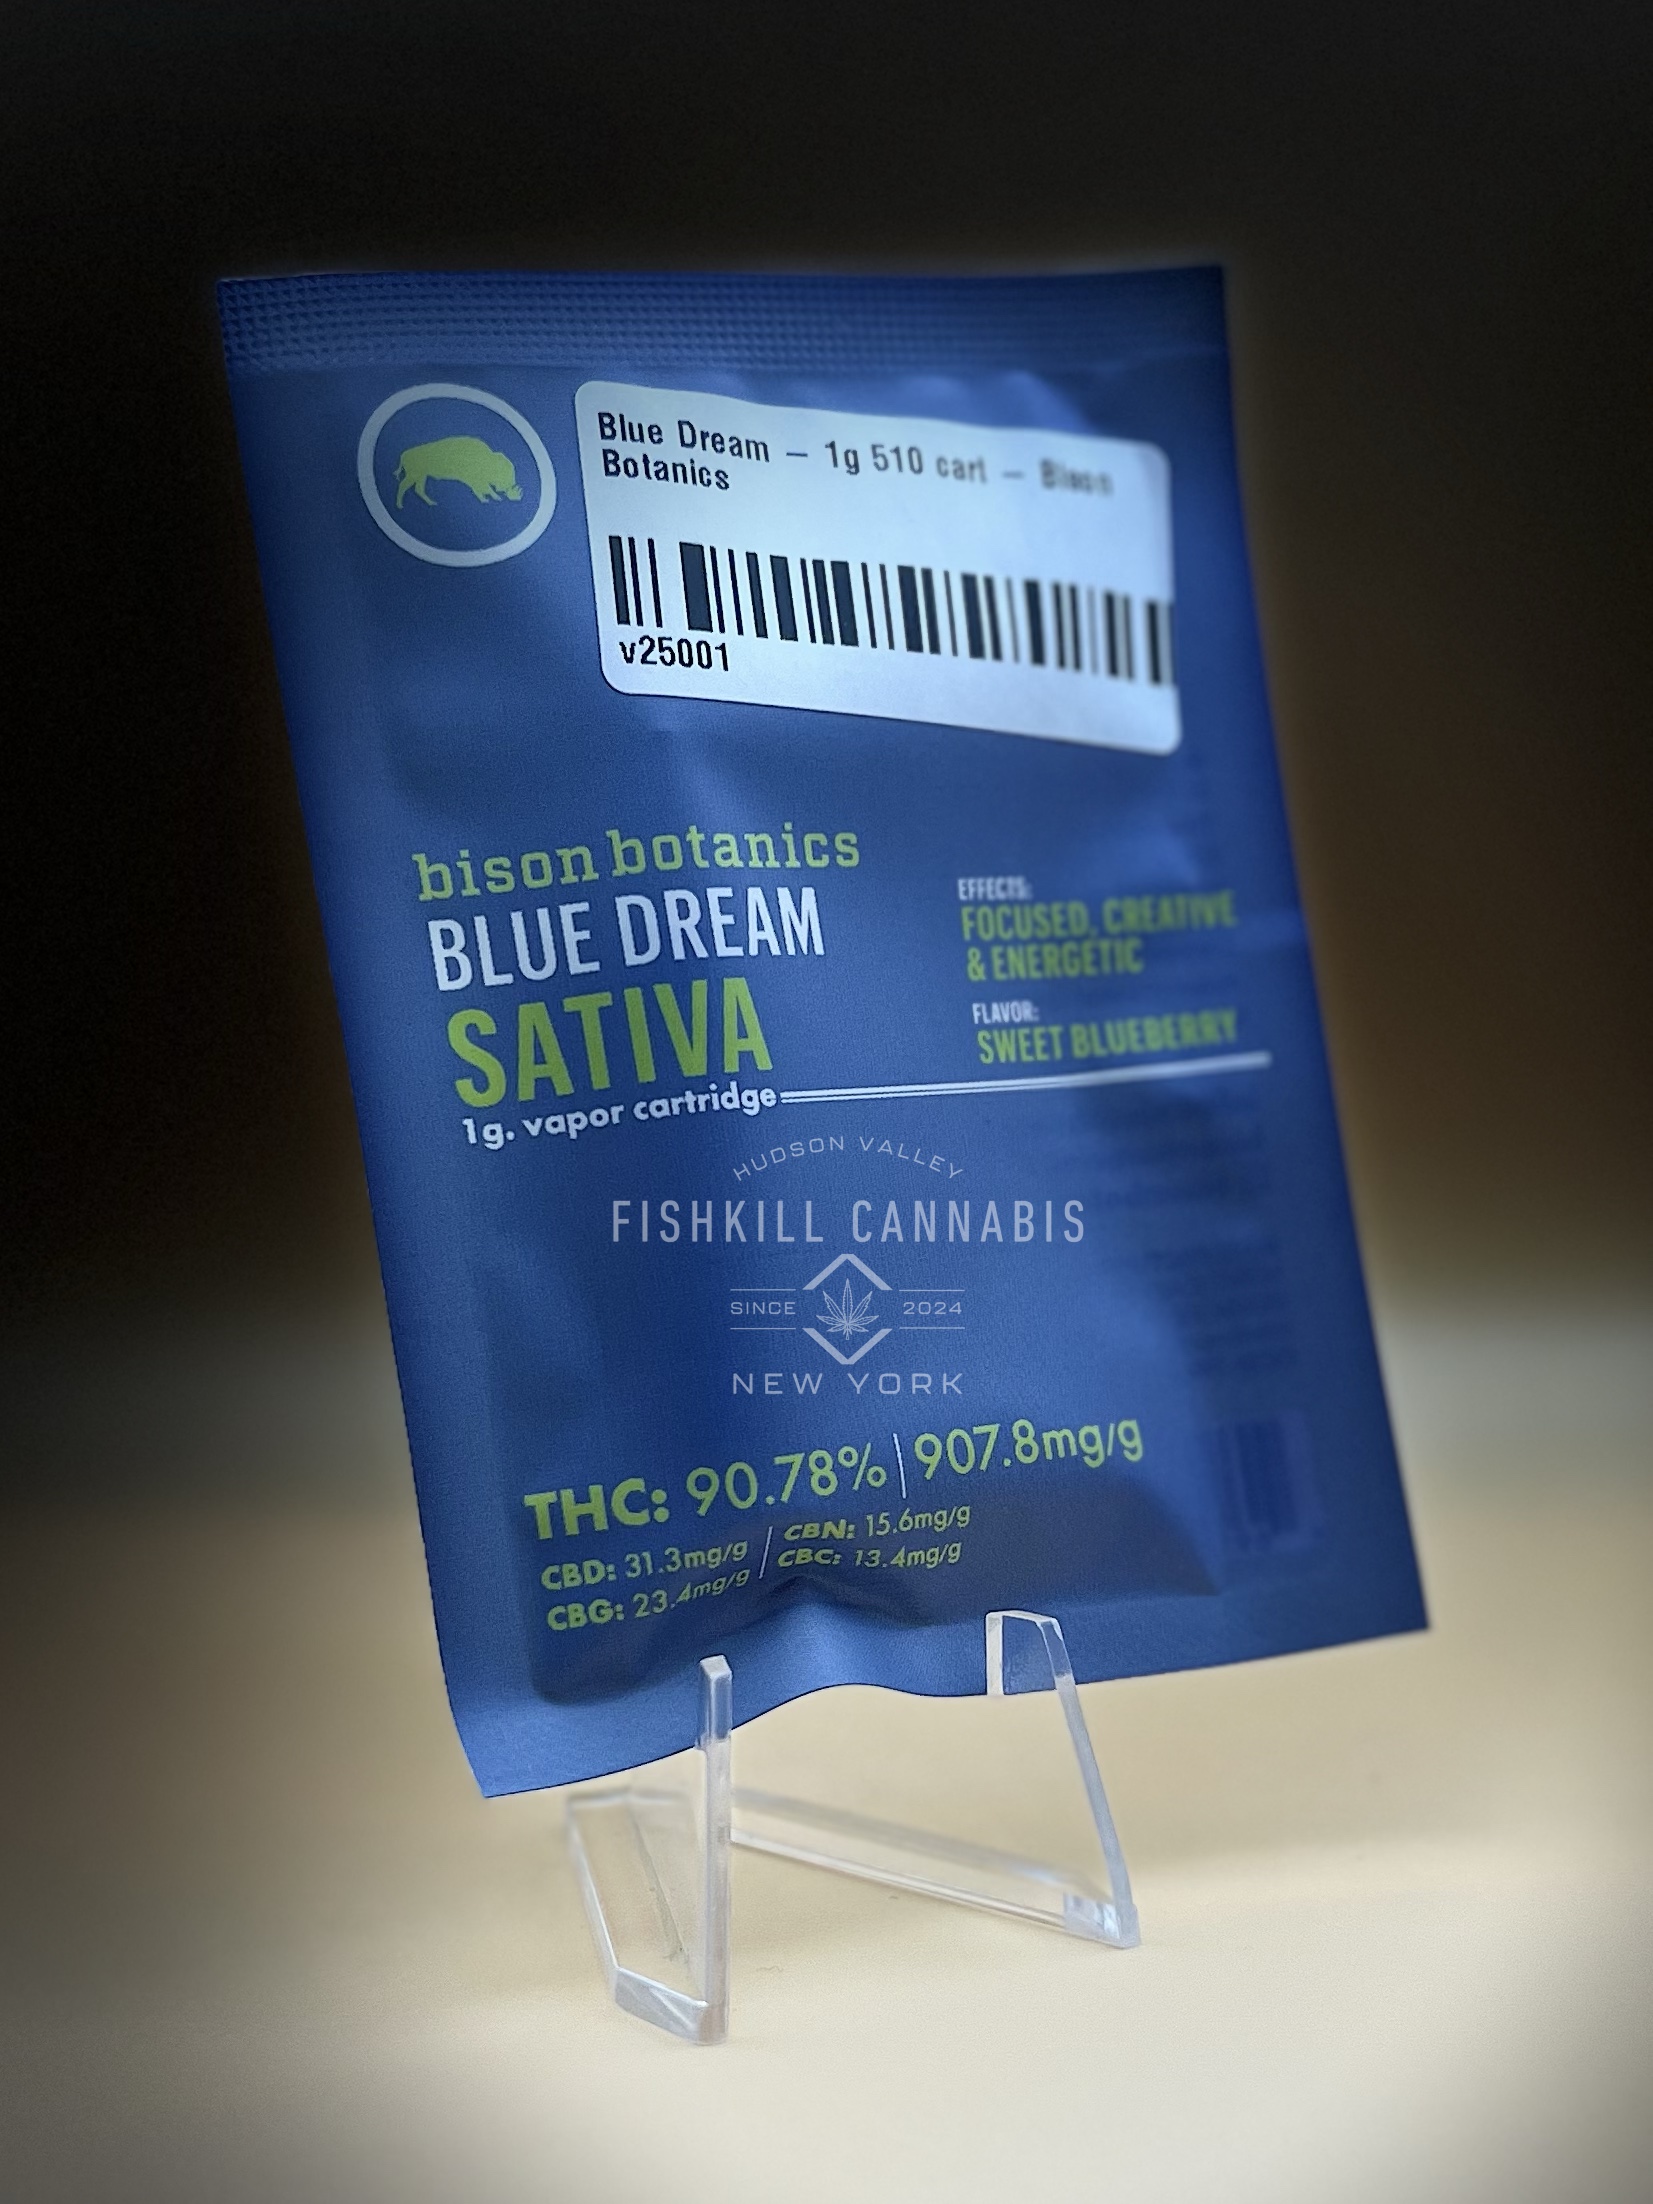 Blue Dream – 1g 510 cart – Bison
Botanics
v25001
bison botanics
BLUE DREAM
SATIVA
1g. vapor cartridge
EFFECTS:
FOCUSED, CREATIVE
& ENERGETIC
FLAVOR:
SWEET BLUEBERRY
HUDSON VALLEY
FISHKILL CANNABIS
SINCE 2024
NEW YORK
THC: 90.78% | 907.8mg/g
CBD: 31.3mg/g / CBN: 15.6mg/g
CBG: 23.4mg/g / CBC: 13.4mg/g